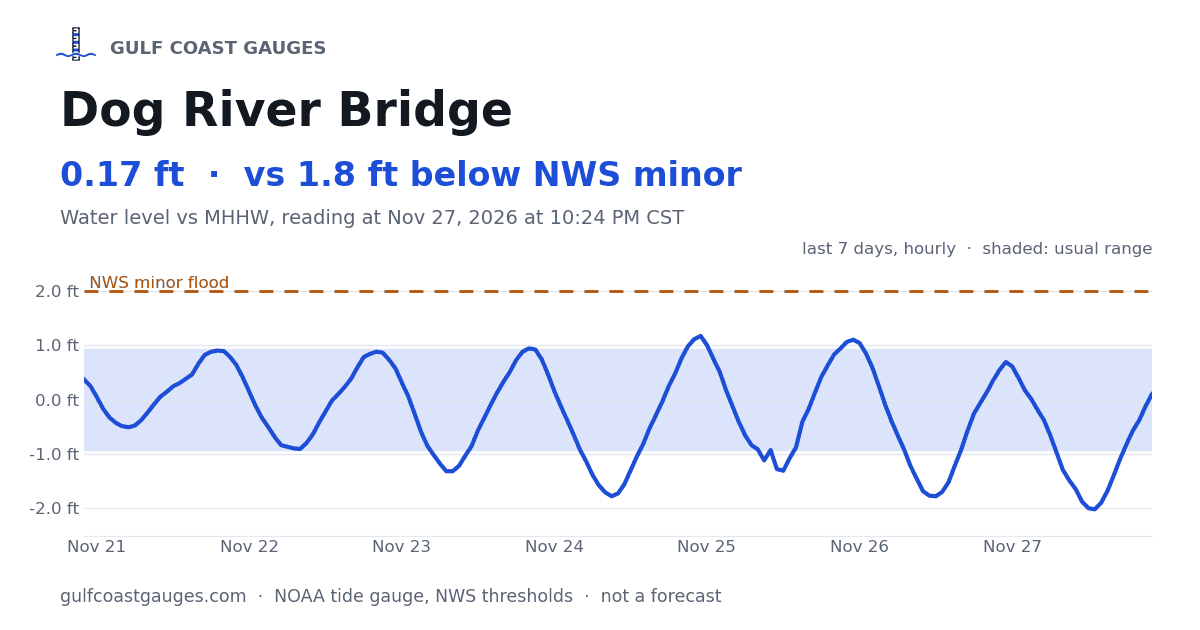 GULF COAST GAUGES
Dog River Bridge
0.17 ft · vs 1.8 ft below NWS minor
Water level vs MHHW, reading at Nov 27, 2026 at 10:24 PM CST
last 7 days, hourly · shaded: usual range
NWS minor flood
2.0 ft
1.0 ft
0.0 ft
-1.0 ft
-2.0 ft
Nov 21 Nov 22 Nov 23 Nov 24 Nov 25 Nov 26 Nov 27
gulfcoastgauges.com · NOAA tide gauge, NWS thresholds · not a forecast